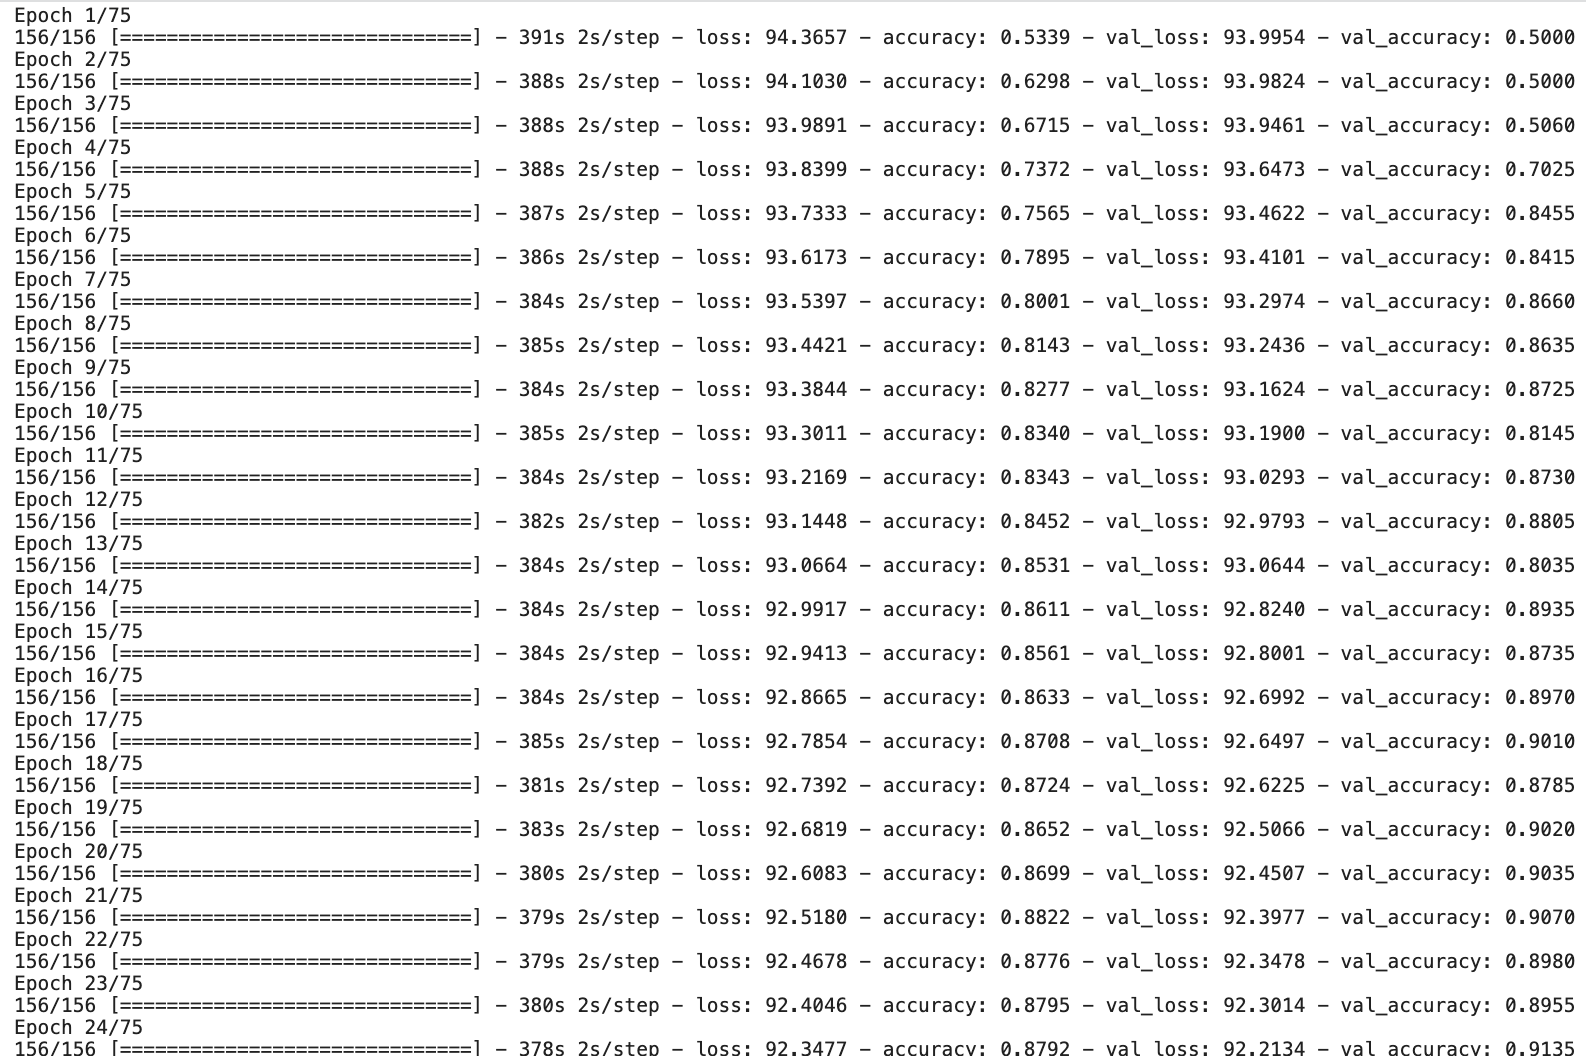 Epoch 1/75
156/156 [==============================] - 391s 2s/step - loss: 94.3657 - accuracy: 0.5339 - val_loss: 93.9954 - val_accuracy: 0.5000
Epoch 2/75
156/156 [==============================] - 388s 2s/step - loss: 94.1030 - accuracy: 0.6298 - val_loss: 93.9824 - val_accuracy: 0.5000
Epoch 3/75
156/156 [==============================] - 388s 2s/step - loss: 93.9891 - accuracy: 0.6715 - val_loss: 93.9461 - val_accuracy: 0.5060
Epoch 4/75
156/156 [==============================] - 388s 2s/step - loss: 93.8399 - accuracy: 0.7372 - val_loss: 93.6473 - val_accuracy: 0.7025
Epoch 5/75
156/156 [==============================] - 387s 2s/step - loss: 93.7333 - accuracy: 0.7565 - val_loss: 93.4622 - val_accuracy: 0.8455
Epoch 6/75
156/156 [==============================] - 386s 2s/step - loss: 93.6173 - accuracy: 0.7895 - val_loss: 93.4101 - val_accuracy: 0.8415
Epoch 7/75
156/156 [==============================] - 384s 2s/step - loss: 93.5397 - accuracy: 0.8001 - val_loss: 93.2974 - val_accuracy: 0.8660
Epoch 8/75
156/156 [==============================] - 385s 2s/step - loss: 93.4421 - accuracy: 0.8143 - val_loss: 93.2436 - val_accuracy: 0.8635
Epoch 9/75
156/156 [==============================] - 384s 2s/step - loss: 93.3844 - accuracy: 0.8277 - val_loss: 93.1624 - val_accuracy: 0.8725
Epoch 10/75
156/156 [==============================] - 385s 2s/step - loss: 93.3011 - accuracy: 0.8340 - val_loss: 93.1900 - val_accuracy: 0.8145
Epoch 11/75
156/156 [==============================] - 384s 2s/step - loss: 93.2169 - accuracy: 0.8343 - val_loss: 93.0293 - val_accuracy: 0.8730
Epoch 12/75
156/156 [==============================] - 382s 2s/step - loss: 93.1448 - accuracy: 0.8452 - val_loss: 92.9793 - val_accuracy: 0.8805
Epoch 13/75
156/156 [==============================] - 384s 2s/step - loss: 93.0664 - accuracy: 0.8531 - val_loss: 93.0644 - val_accuracy: 0.8035
Epoch 14/75
156/156 [==============================] - 384s 2s/step - loss: 92.9917 - accuracy: 0.8611 - val_loss: 92.8240 - val_accuracy: 0.8935
Epoch 15/75
156/156 [==============================] - 384s 2s/step - loss: 92.9413 - accuracy: 0.8561 - val_loss: 92.8001 - val_accuracy: 0.8735
Epoch 16/75
156/156 [==============================] - 384s 2s/step - loss: 92.8665 - accuracy: 0.8633 - val_loss: 92.6992 - val_accuracy: 0.8970
Epoch 17/75
156/156 [==============================] - 385s 2s/step - loss: 92.7854 - accuracy: 0.8708 - val_loss: 92.6497 - val_accuracy: 0.9010
Epoch 18/75
156/156 [==============================] - 381s 2s/step - loss: 92.7392 - accuracy: 0.8724 - val_loss: 92.6225 - val_accuracy: 0.8785
Epoch 19/75
156/156 [==============================] - 383s 2s/step - loss: 92.6819 - accuracy: 0.8652 - val_loss: 92.5066 - val_accuracy: 0.9020
Epoch 20/75
156/156 [==============================] - 380s 2s/step - loss: 92.6083 - accuracy: 0.8699 - val_loss: 92.4507 - val_accuracy: 0.9035
Epoch 21/75
156/156 [==============================] - 379s 2s/step - loss: 92.5180 - accuracy: 0.8822 - val_loss: 92.3977 - val_accuracy: 0.9070
Epoch 22/75
156/156 [==============================] - 379s 2s/step - loss: 92.4678 - accuracy: 0.8776 - val_loss: 92.3478 - val_accuracy: 0.8980
Epoch 23/75
156/156 [==============================] - 380s 2s/step - loss: 92.4046 - accuracy: 0.8795 - val_loss: 92.3014 - val_accuracy: 0.8955
Epoch 24/75
156/156 [==============================] - 378s 2s/step - loss: 92.3477 - accuracy: 0.8792 - val_loss: 92.2134 - val_accuracy: 0.9135